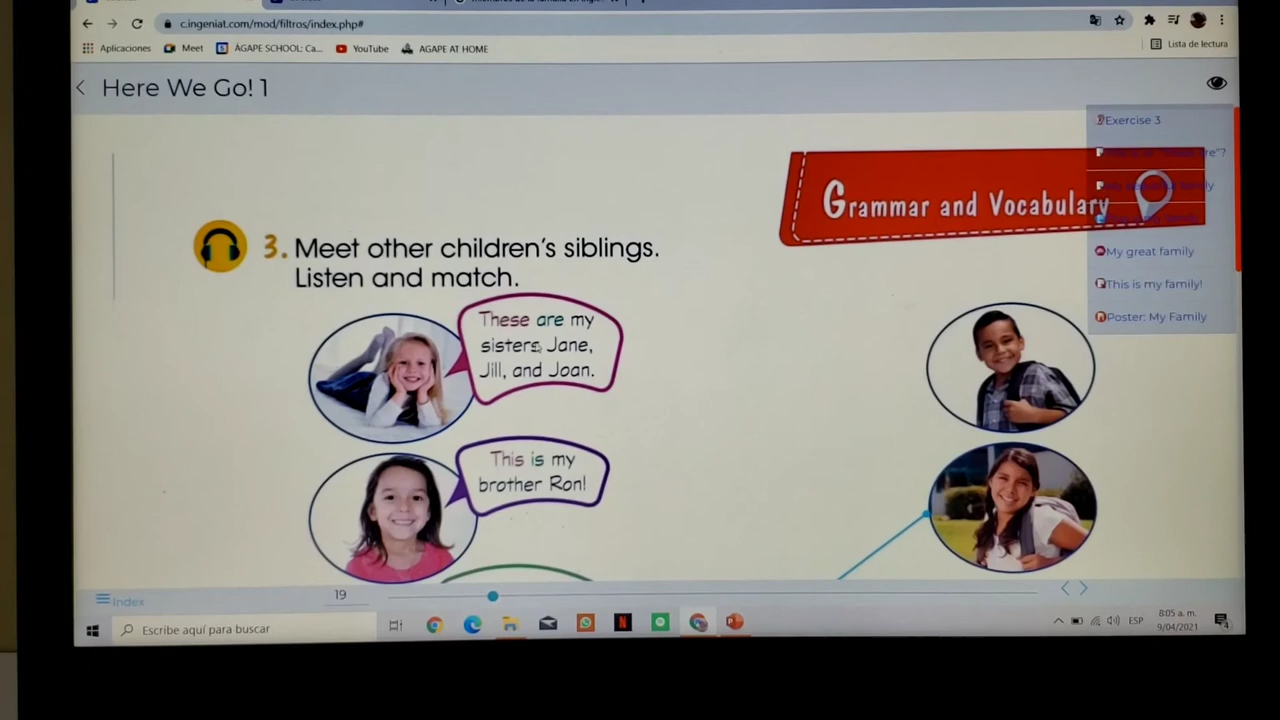 c.ingeniat.com/mod/filtros/index.php#
Aplicaciones
Meet
ÁGAPE SCHOOL: Ca...
YouTube
AGAPE AT HOME
Lista de lectura
Here We Go! 1
Exercise 3
My great family
This is my family!
Poster: My Family
Grammar and Vocabulary
3. Meet other children's siblings.
Listen and match.
These are my
sisters Jane,
Jill, and Joan.
This is my
brother Ron!
Index
19
Escribe aquí para buscar
ESP
8:05 a. m.
9/04/2021